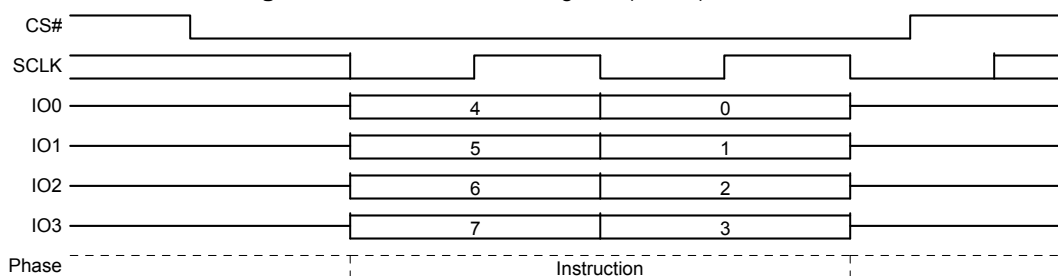 CS#
SCLK
IO0 4 0
IO1 5 1
IO2 6 2
IO3 7 3
Phase Instruction